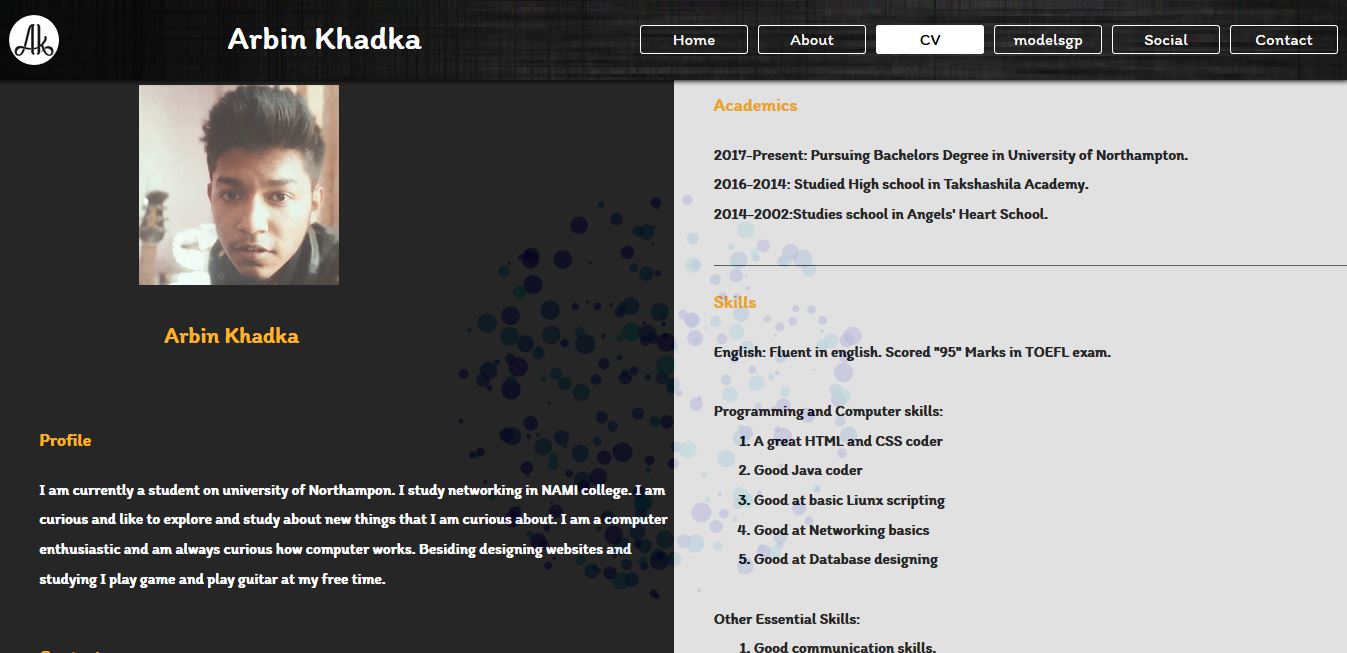 Ak
Arbin Khadka
Home
About
CV
modelsgp
Social
Contact
Arbin Khadka
Profile
I am currently a student on university of Northampon. I study networking in NAMI college. I am
curious and like to explore and study about new things that I am curious about. I am a computer
enthusiastic and am always curious how computer works. Besiding designing websites and
studying I play game and play guitar at my free time.
Academics
2017-Present: Pursuing Bachelors Degree in University of Northampton.
2016-2014: Studied High school in Takshashila Academy.
2014-2002:Studies school in Angels' Heart School.
Skills
English: Fluent in english. Scored "95" Marks in TOEFL exam.
Programming and Computer skills:
1. A great HTML and CSS coder
2. Good Java coder
3. Good at basic Liunx scripting
4. Good at Networking basics
5. Good at Database designing
Other Essential Skills:
1. Good communication skills.